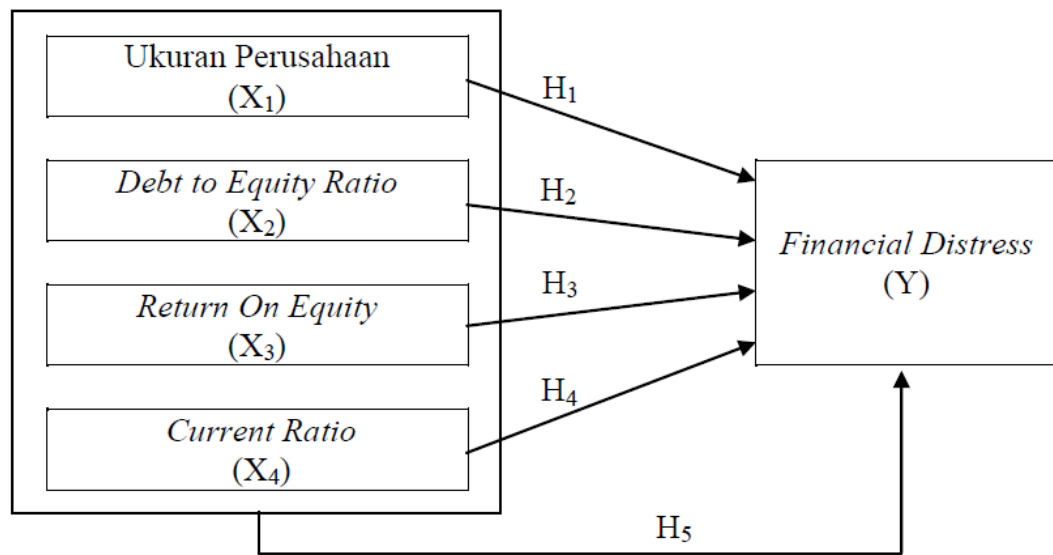 Ukuran Perusahaan
(X₁)
H₁
Debt to Equity Ratio
(X₂)
H₂
Financial Distress
(Y)
Return On Equity
(X₃)
H₃
Current Ratio
(X₄)
H₄
H₅